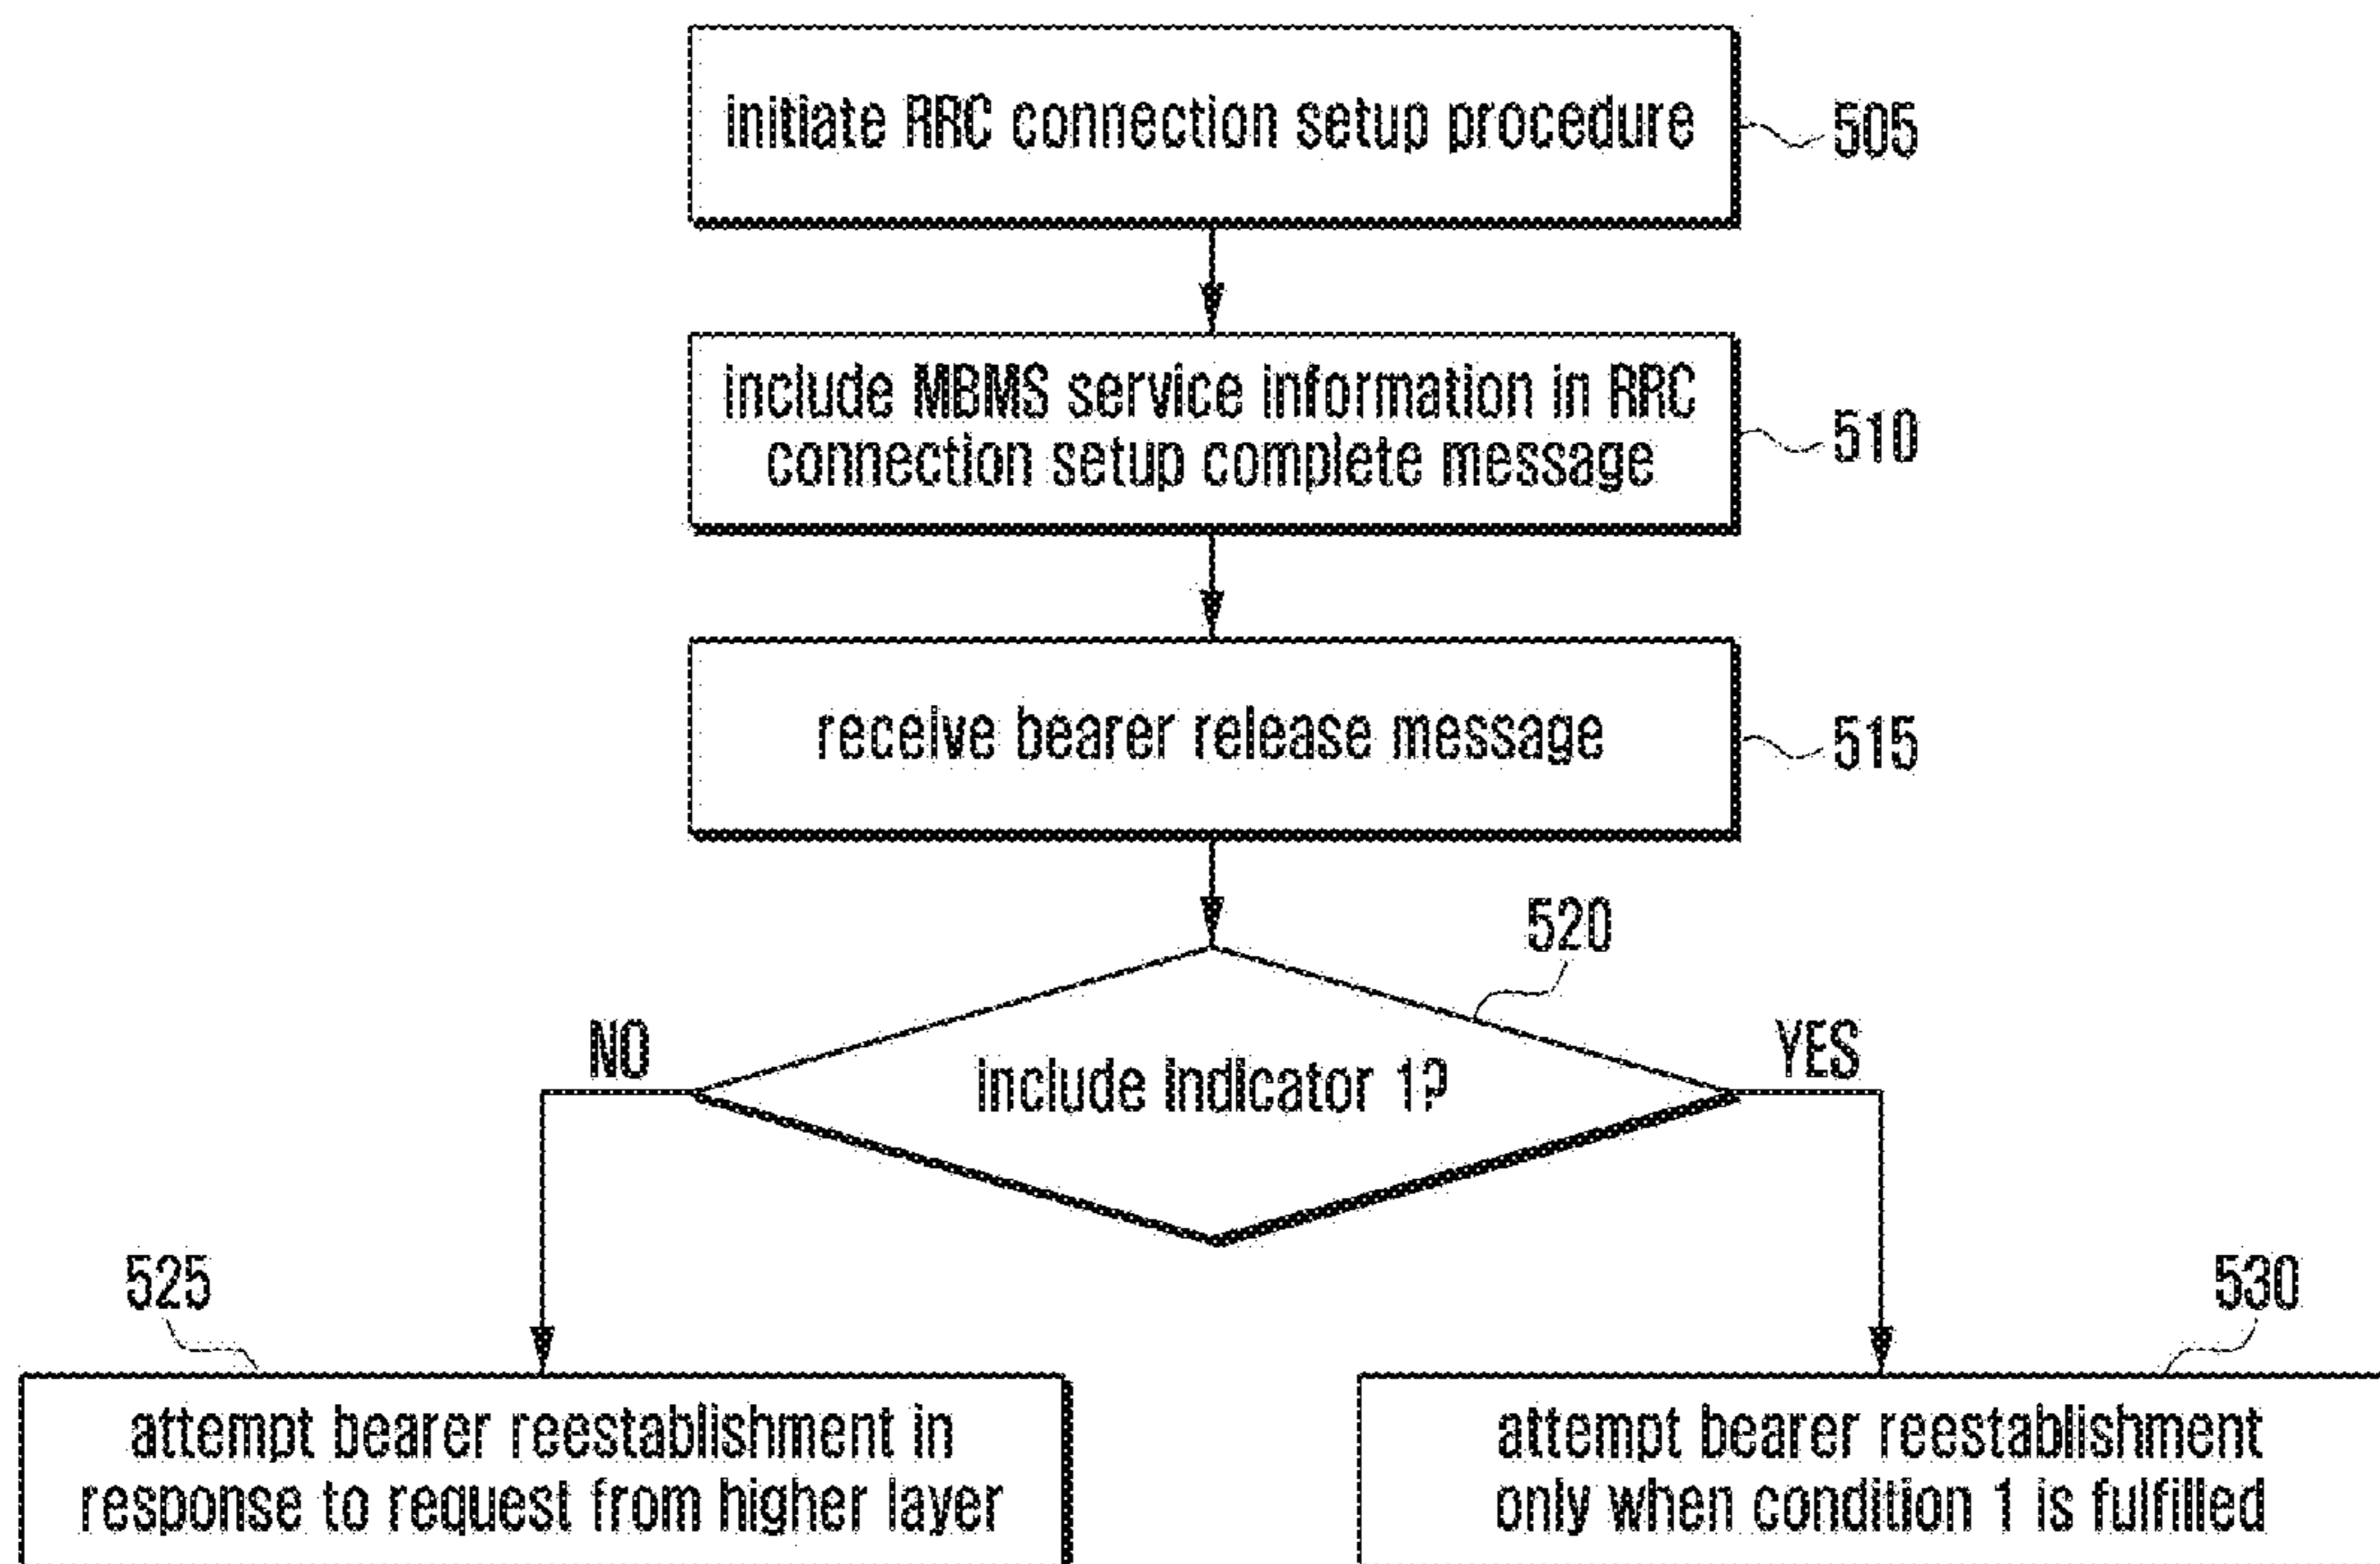 initiate RRC connection setup procedure
505
include MBMS service information in RRC
connection setup complete message
510
receive bearer release message
515
520
NO
include indicator 1?
YES
525
530
attempt bearer reestablishment in
response to request from higher layer
attempt bearer reestablishment
only when condition 1 is fulfilled